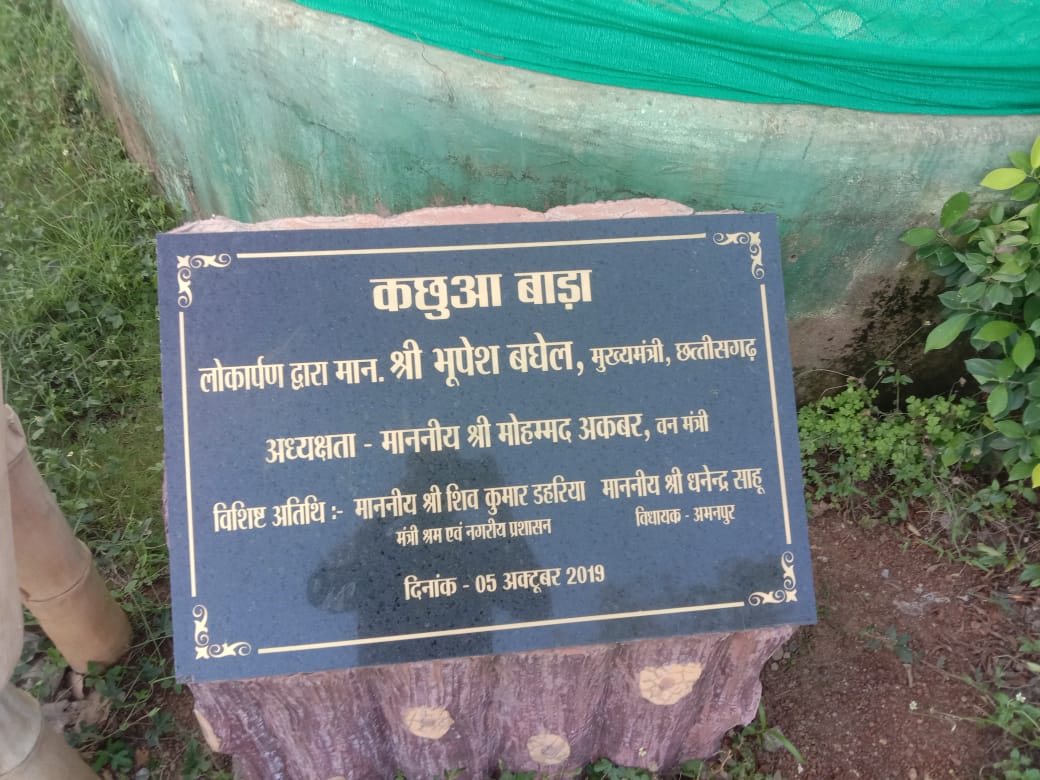 कछुआ बाड़ा
लोकार्पण द्वारा मान. श्री भूपेश बघेल, मुख्यमंत्री, छत्तीसगढ़
अध्यक्षता - माननीय श्री मोहम्मद अकबर, वन मंत्री
विशिष्ट अतिथि :- माननीय श्री शिव कुमार डहरिया माननीय श्री धनेन्द्र साहू
मंत्री श्रम एवं नगरीय प्रशासन विधायक - अभनपुर
दिनांक - 05 अक्टूबर 2019